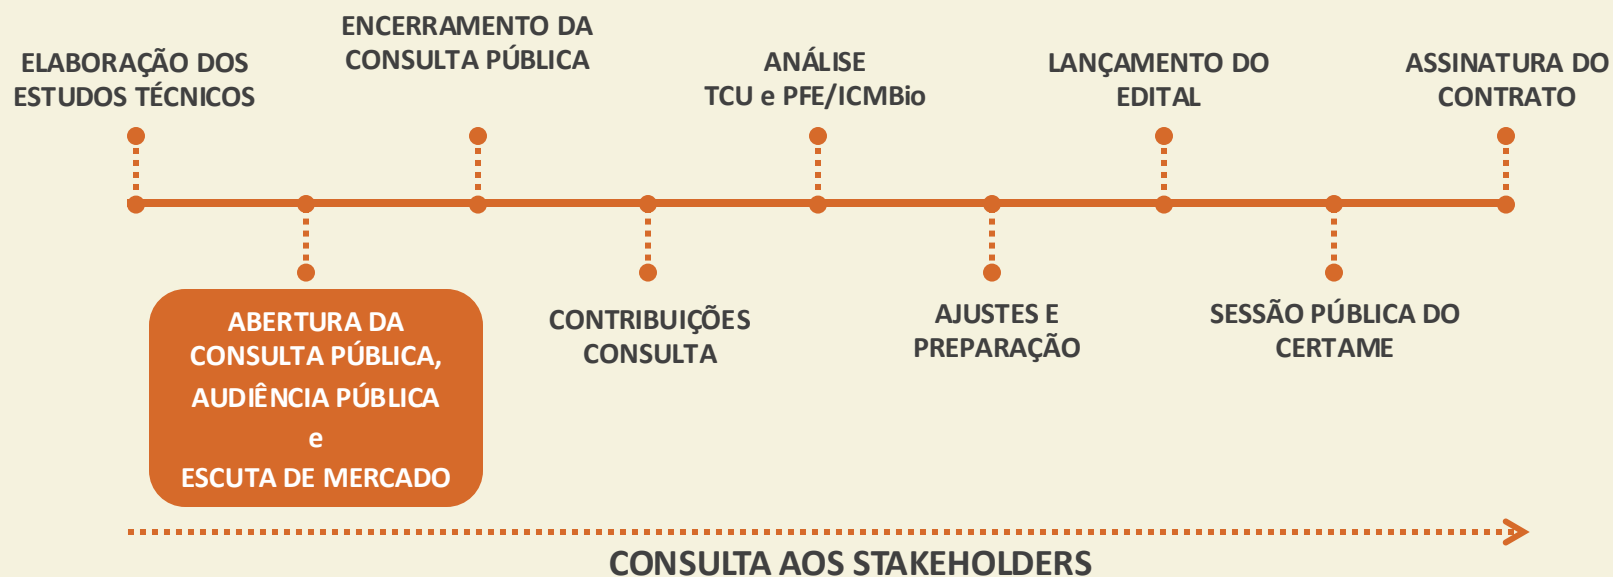 ELABORAÇÃO DOS
ESTUDOS TÉCNICOS
ABERTURA DA
CONSULTA PÚBLICA,
AUDIÊNCIA PÚBLICA
e
ESCUTA DE MERCADO
ENCERRAMENTO DA
CONSULTA PÚBLICA
CONTRIBUIÇÕES
CONSULTA
ANÁLISE
TCU e PFE/ICMBio
AJUSTES E
PREPARAÇÃO
LANÇAMENTO DO
EDITAL
SESSÃO PÚBLICA DO
CERTAME
ASSINATURA DO
CONTRATO
CONSULTA AOS STAKEHOLDERS